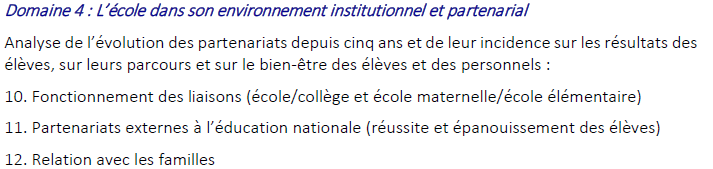 Domaine 4 : L’école dans son environnement institutionnel et partenarial
Analyse de l’évolution des partenariats depuis cinq ans et de leur incidence sur les résultats des
élèves, sur leurs parcours et sur le bien-être des élèves et des personnels :
10. Fonctionnement des liaisons (école/collège et école maternelle/école élémentaire)
11. Partenariats externes à l’éducation nationale (réussite et épanouissement des élèves)
12. Relation avec les familles